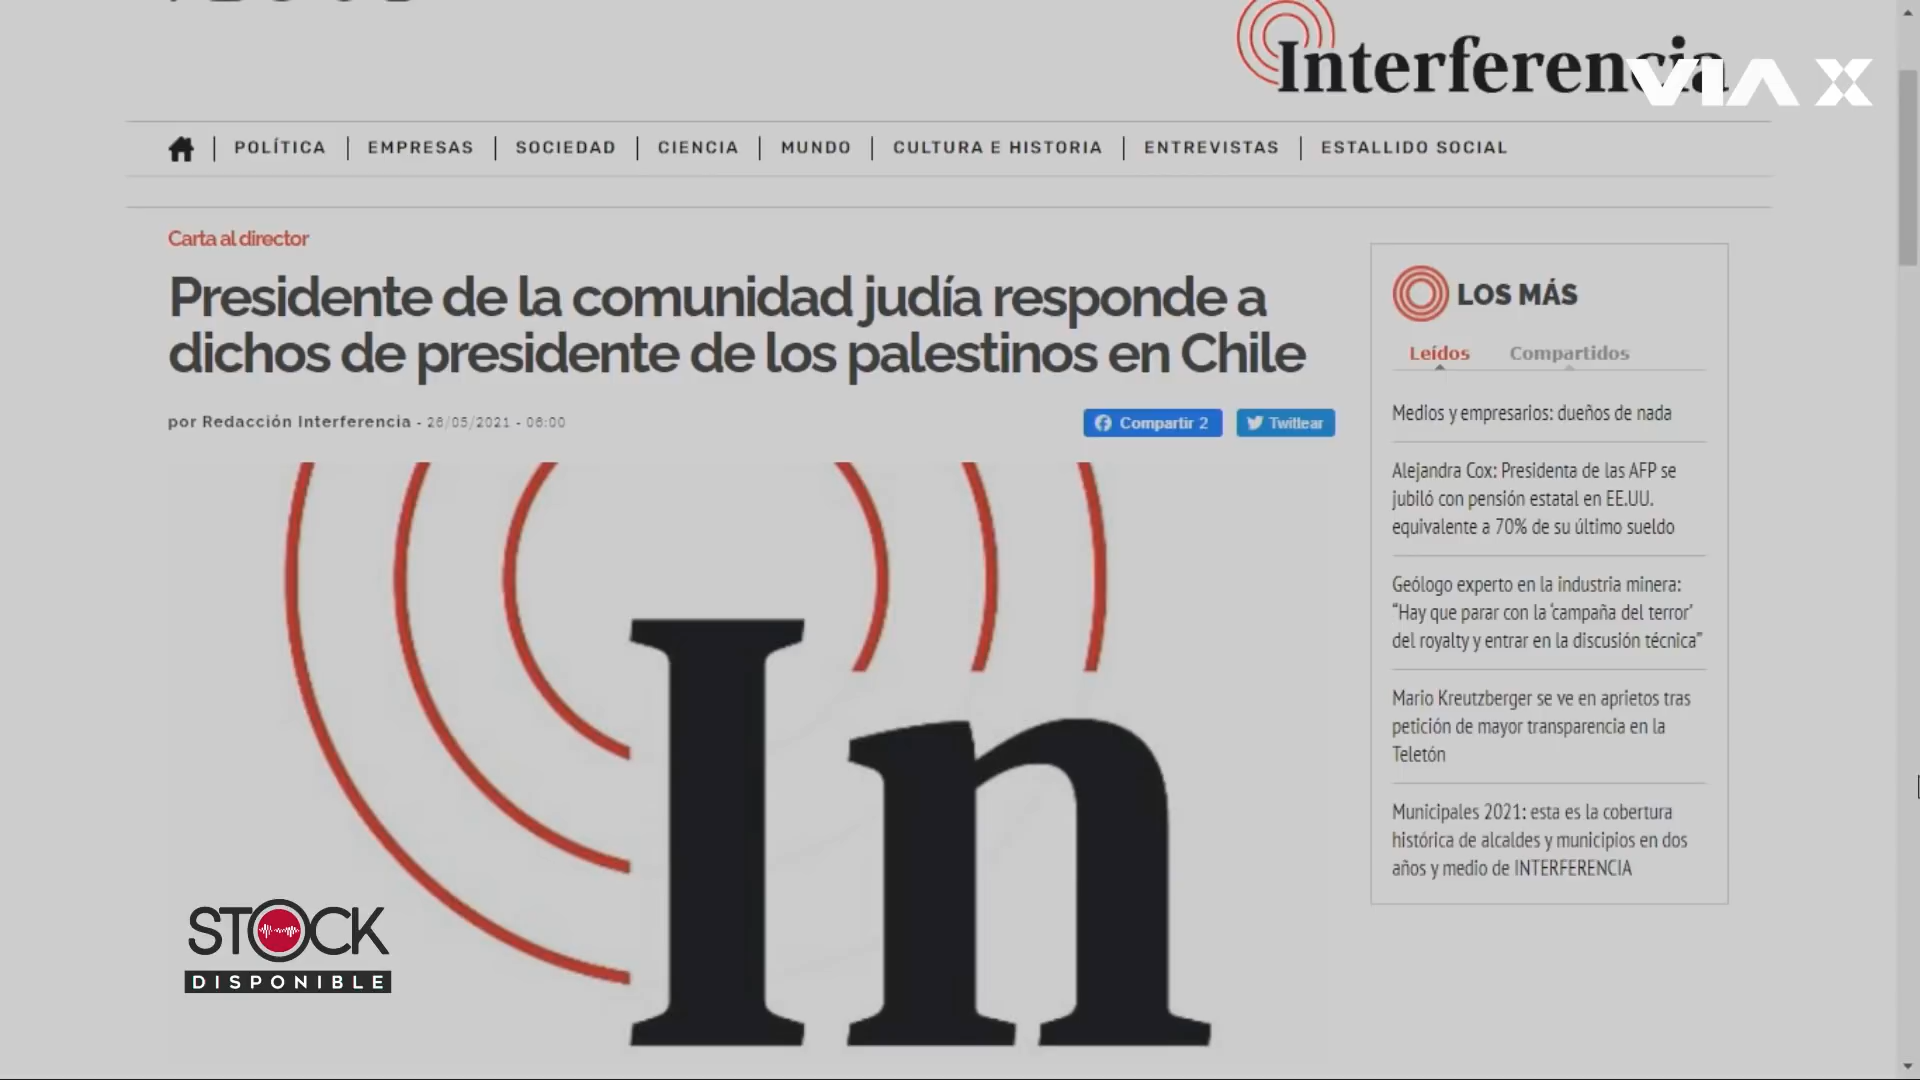 Interferencia
VIA X
POLÍTICA
EMPRESAS
SOCIEDAD
CIENCIA
MUNDO
CULTURA E HISTORIA
ENTREVISTAS
ESTALLIDO SOCIAL
Carta al director
Presidente de la comunidad judía responde a
dichos de presidente de los palestinos en Chile
por Redacción Interferencia - 26/05/2021 - 06:00
Compartir 2
Twittear
In
LOS MÁS
Leídos
Compartidos
Medios y empresarios: dueños de nada
Alejandra Cox: Presidenta de las AFP se
jubiló con pensión estatal en EE.UU.
equivalente a 70% de su último sueldo
Geólogo experto en la industria minera:
“Hay que parar con la ‘campaña del terror’
del royalty y entrar en la discusión técnica”
Mario Kreutzberger se ve en aprietos tras
petición de mayor transparencia en la
Teletón
Municipales 2021: esta es la cobertura
histórica de alcaldes y municipios en dos
años y medio de INTERFERENCIA
STOCK
DISPONIBLE